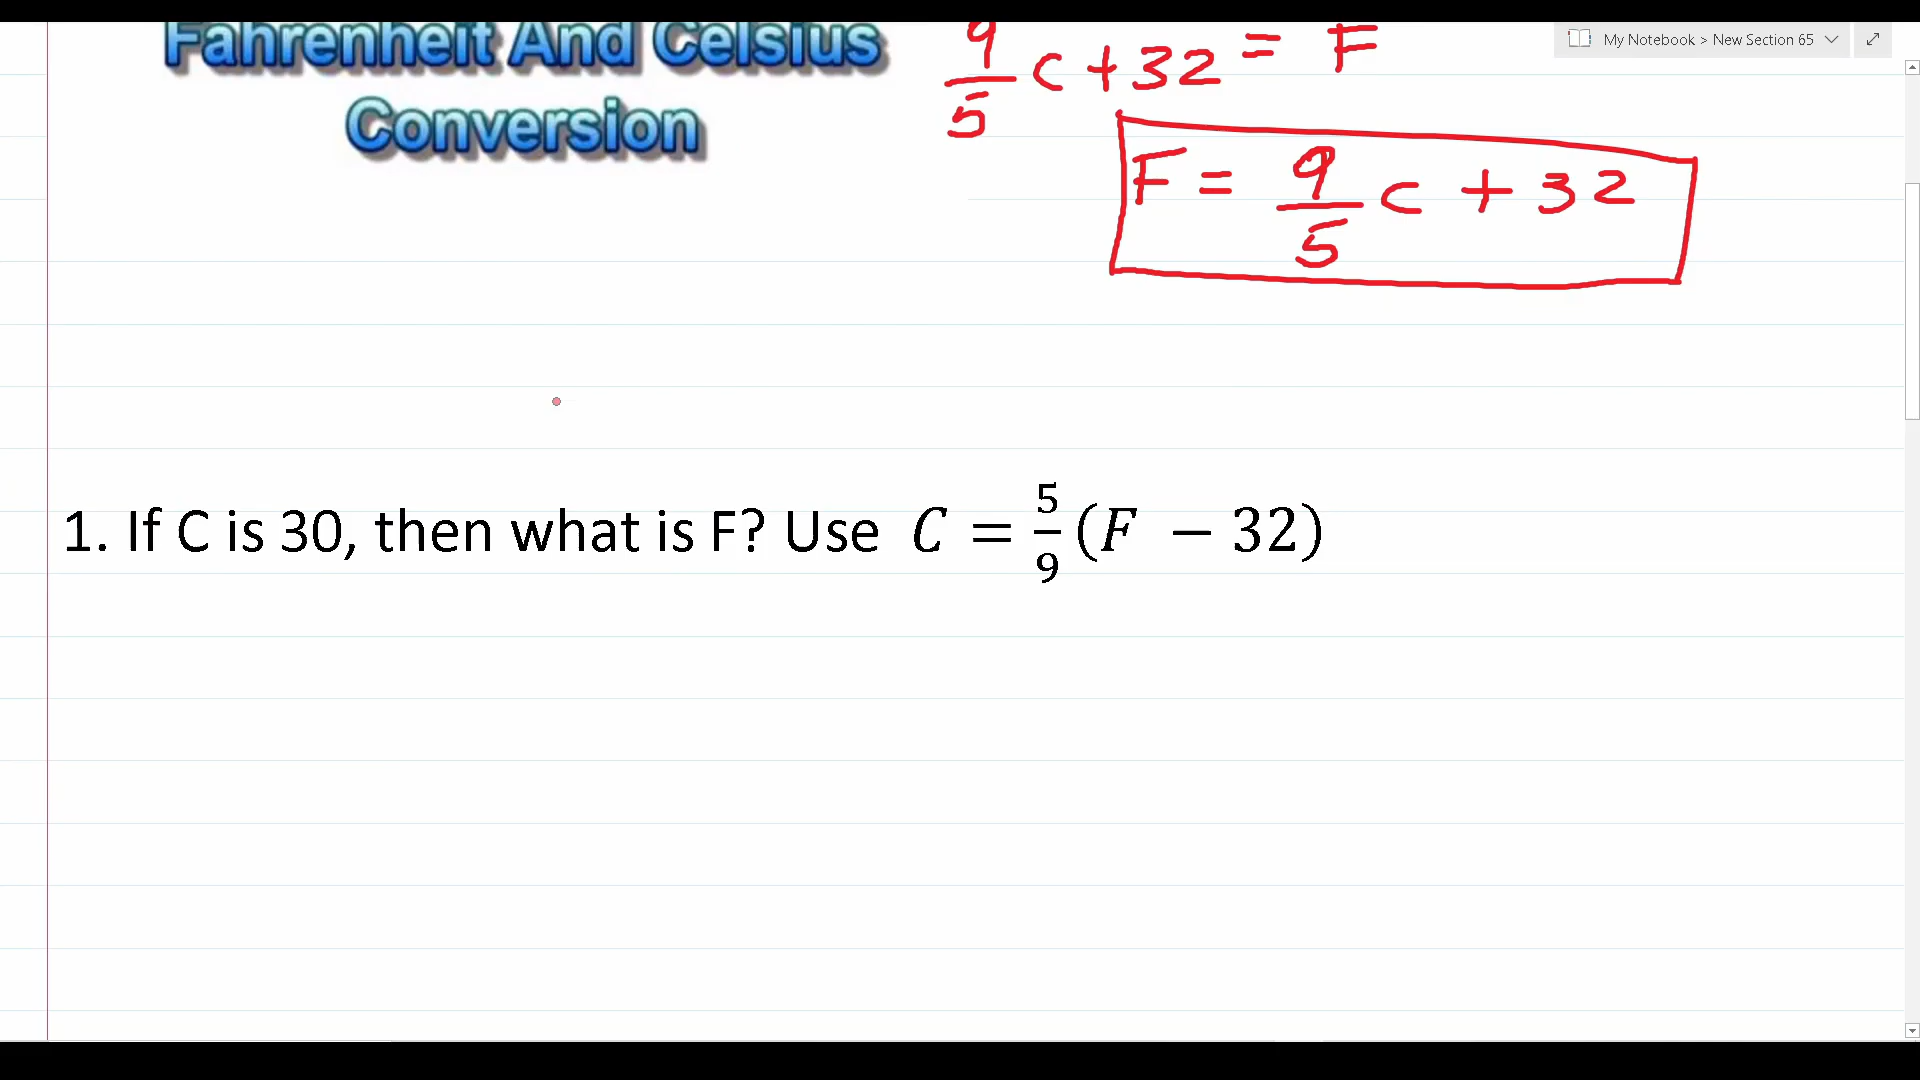 Fahrenheit And Celsius
Conversion
9/5 C + 32 = F
F = 9/5 C + 32
My Notebook > New Section 65
1. If C is 30, then what is F? Use C = 5/9 (F − 32)